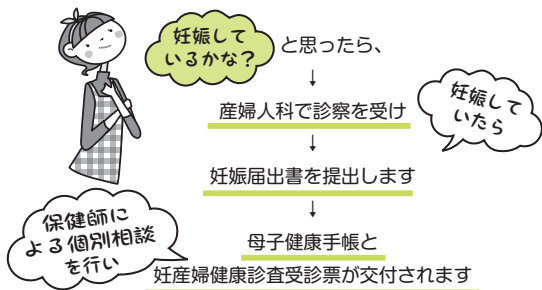 妊娠して
いるかな?
と思ったら、
↓
産婦人科で診察を受け
妊娠して
いたら
↓
妊娠届出書を提出します
↓
保健師に
よる個別相談
を行い
母子健康手帳と
妊産婦健康診査受診票が交付されます